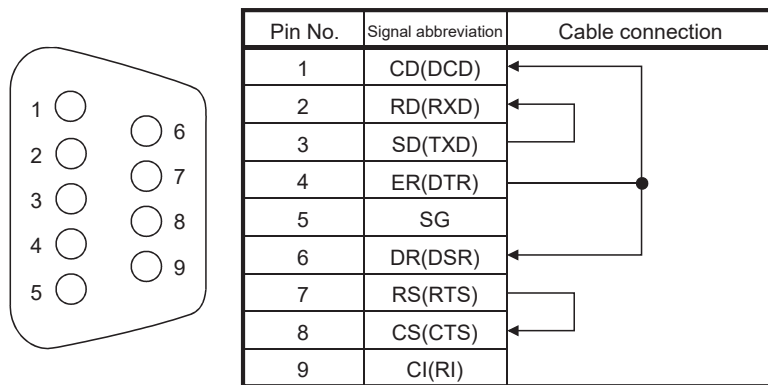 1
2
3
4
5
6
7
8
9
Pin No. Signal abbreviation Cable connection
1 CD(DCD)
2 RD(RXD)
3 SD(TXD)
4 ER(DTR)
5 SG
6 DR(DSR)
7 RS(RTS)
8 CS(CTS)
9 CI(RI)